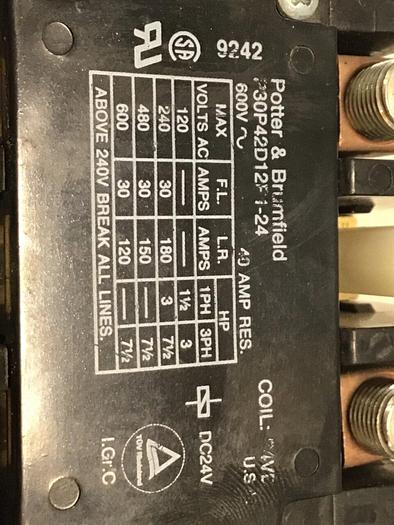 9242
Potter & Brumfield
600V ~ 40 AMP RES.
COIL:
MAX F.L. L.R. HP
VOLTS AC AMPS AMPS 1PH 3PH
120 — — 1½ 3
240 30 180 3 7½
480 30 150 — 7½
600 30 120 — 7½
ABOVE 240V BREAK ALL LINES.
DC24V
TÜV
I.Gr.C